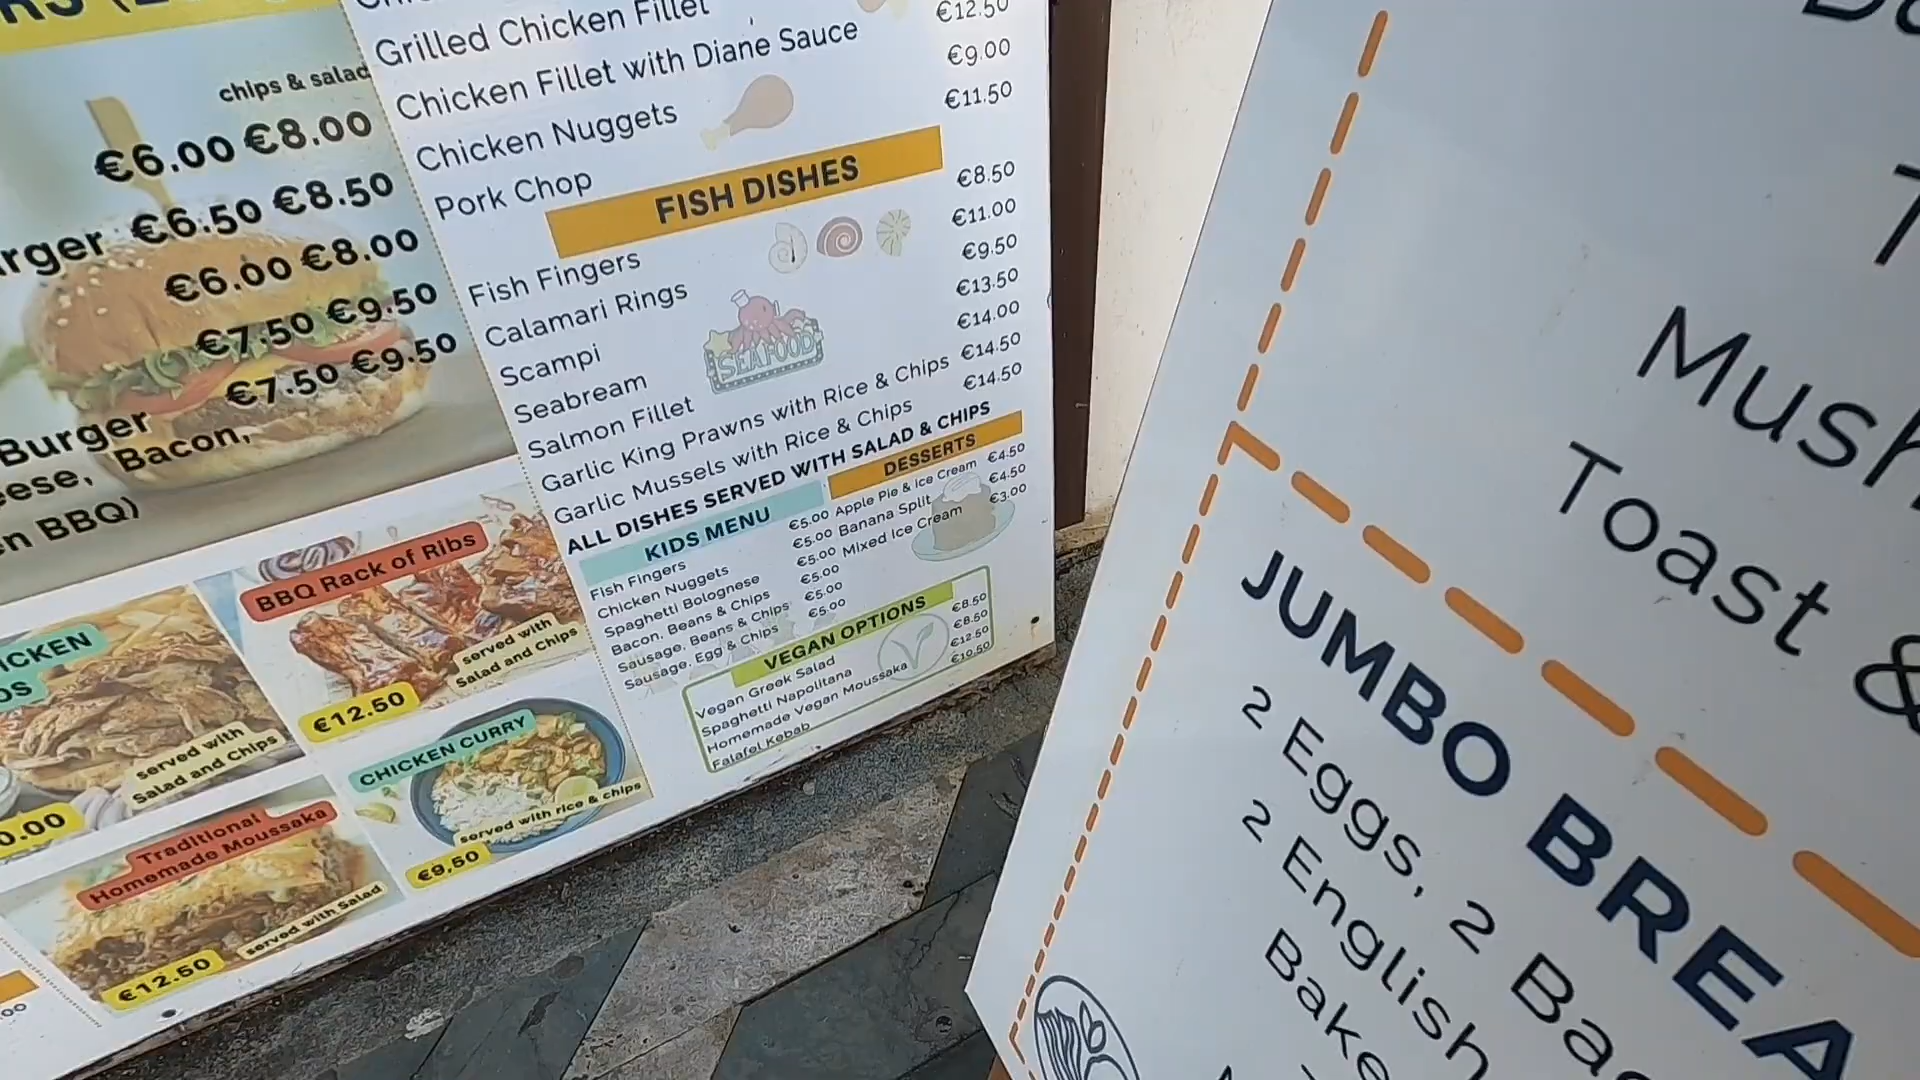 chips & salad
€6.00 €8.00
€6.50 €8.50
€6.00 €8.00
€7.50 €9.50
Burger €7.50 €9.50
Bacon,
BBQ)
Grilled Chicken Fillet
Chicken Fillet with Diane Sauce €12.50
Chicken Nuggets €9.00
Pork Chop €11.50
FISH DISHES
Fish Fingers €8.50
Calamari Rings €11.00
Scampi €9.50
Seabream €13.50
Salmon Fillet €14.00
Garlic King Prawns with Rice & Chips €14.50
Garlic Mussels with Rice & Chips €14.50
SEAFOOD
ALL DISHES SERVED WITH SALAD & CHIPS
KIDS MENU
Fish Fingers €5.00
Chicken Nuggets €5.00
Spaghetti Bolognese €5.00
Bacon, Beans & Chips €5.00
Sausage, Beans & Chips €5.00
Sausage, Egg & Chips €5.00
DESSERTS
Apple Pie & Ice Cream €4.50
Banana Split €4.50
Mixed Ice Cream €3.00
VEGAN OPTIONS
Vegan Greek Salad €8.50
Spaghetti Napolitana €8.50
Homemade Vegan Moussaka €12.50
Falafel Kebab €10.50
BBQ Rack of Ribs
served with
Salad and Chips
€12.50
served with
Salad and Chips
CHICKEN CURRY
served with rice & chips
€9,50
Traditional
Homemade Moussaka
served with Salad
€12.50
Toast &
JUMBO
2 Eggs, 2
2 English